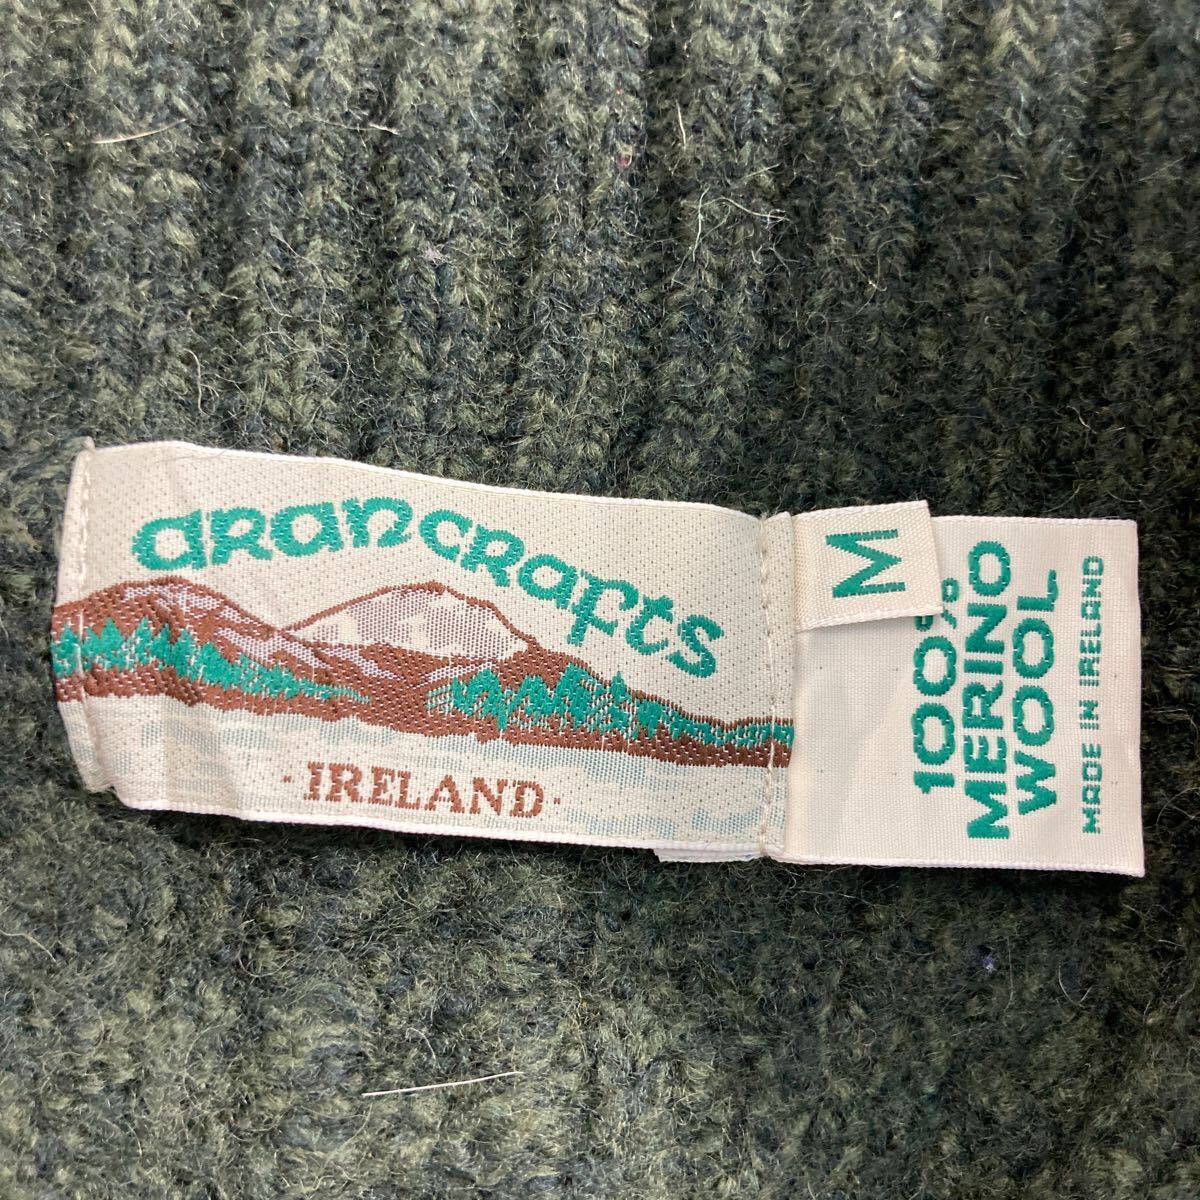 arancrafts
· IRELAND ·
M
100%
MERINO
WOOL
MADE IN IRELAND